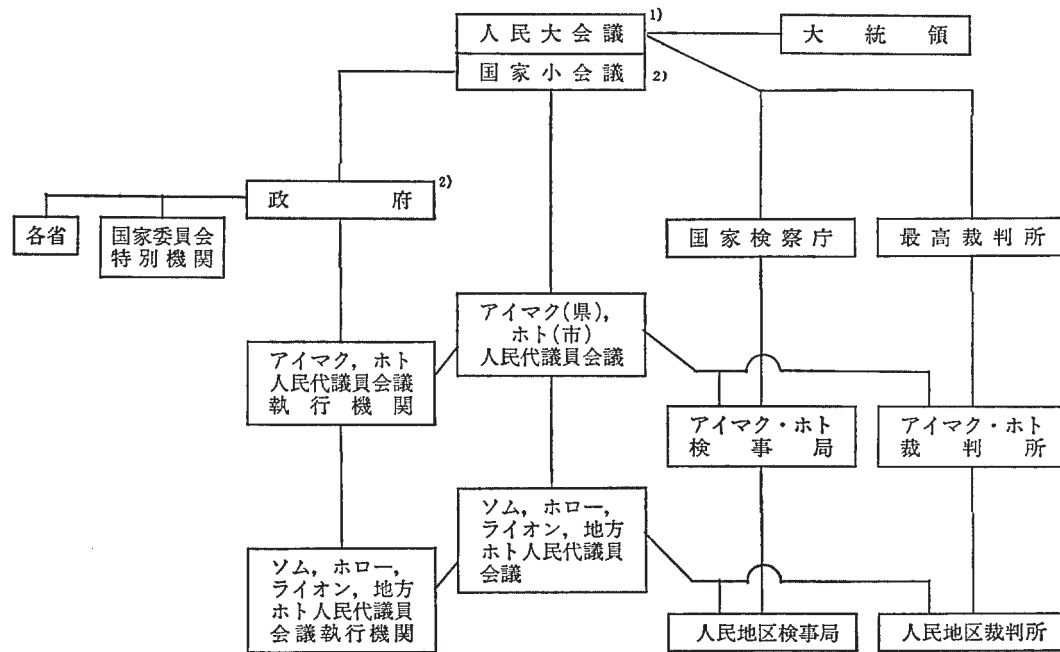 人民大会議 1)
大統領
国家小会議 2)
政府 2)
各省
国家委員会
特別機関
国家検察庁
最高裁判所
アイマク(県),
ホト(市)
人民代議員会議
アイマク, ホト
人民代議員会議
執行機関
アイマク・ホト
検事局
アイマク・ホト
裁判所
ソム, ホロー,
ライオン, 地方
ホト人民代議員
会議
ソム, ホロー,
ライオン, 地方
ホト人民代議員
会議執行機関
人民地区検事局
人民地区裁判所